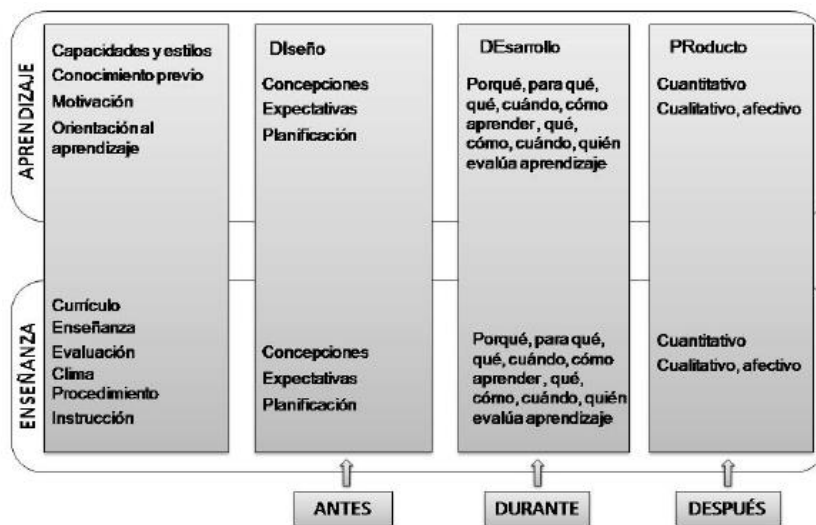 APRENDIZAJE
Capacidades y estilos
Conocimiento previo
Motivación
Orientación al
aprendizaje
DIseño
Concepciones
Expectativas
Planificación
DEsarrollo
Porqué, para qué,
qué, cuándo, cómo
aprender, qué,
cómo, cuándo, quién
evalúa aprendizaje
PRoducto
Cuantitativo
Cualitativo, afectivo
ENSEÑANZA
Currículo
Enseñanza
Evaluación
Clima
Procedimiento
Instrucción
Concepciones
Expectativas
Planificación
Porqué, para qué,
qué, cuándo, cómo
aprender, qué,
cómo, cuándo, quién
evalúa aprendizaje
Cuantitativo
Cualitativo, afectivo
ANTES
DURANTE
DESPUÉS